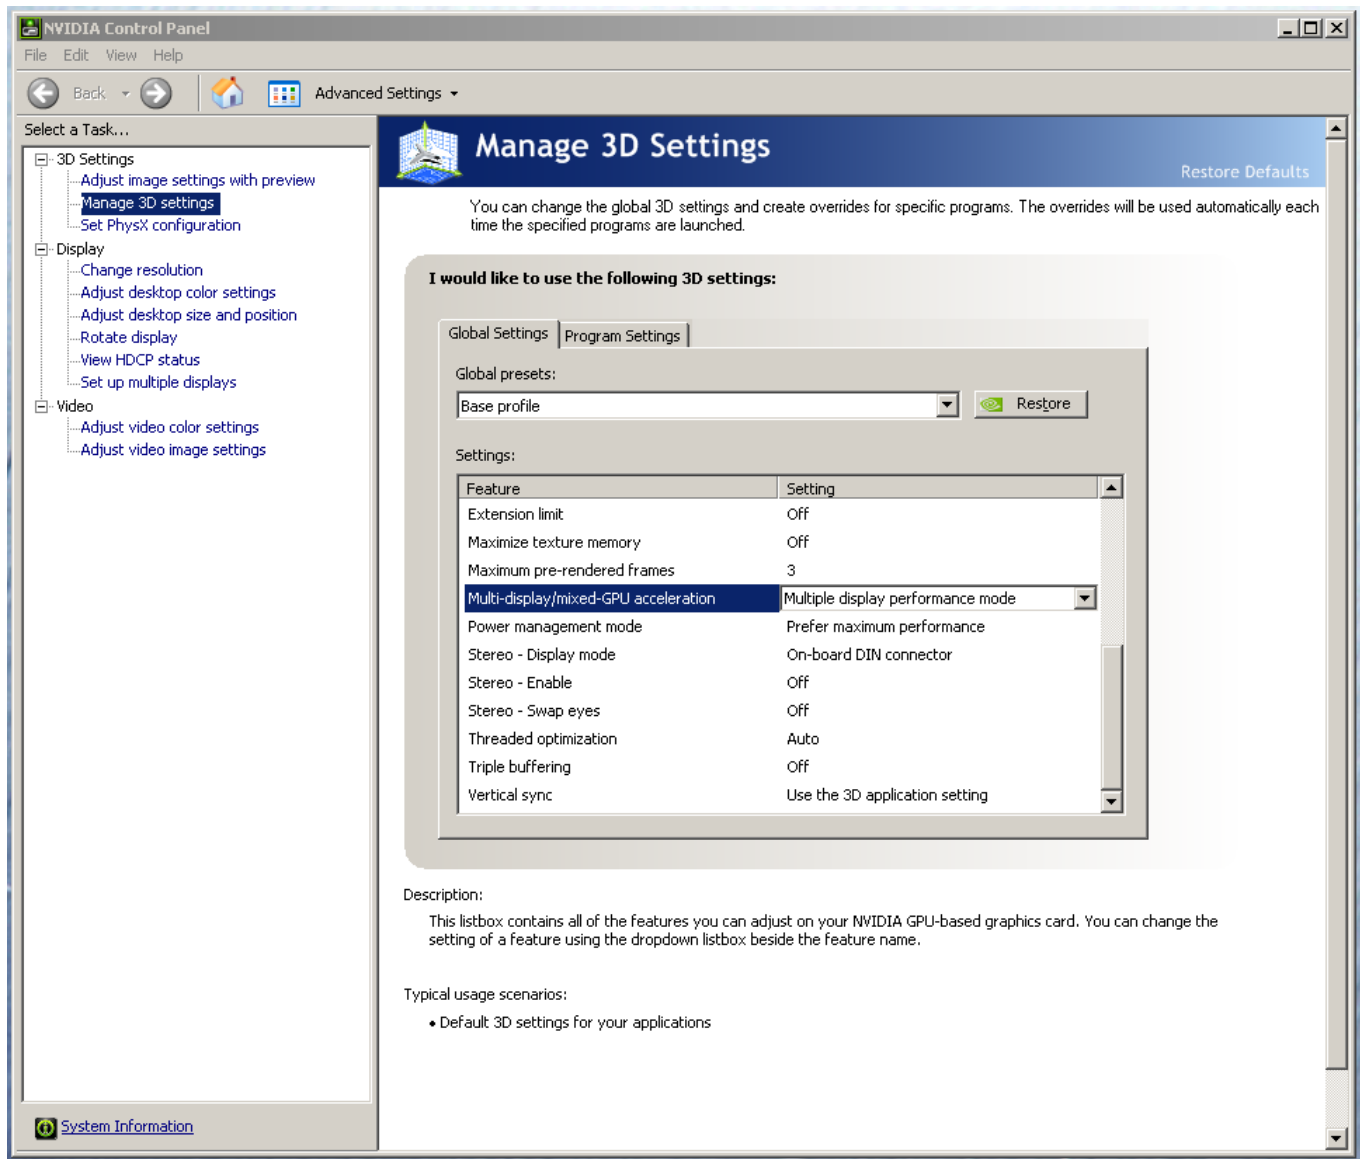 NVIDIA Control Panel
File Edit View Help
Back
Advanced Settings
Select a Task...
3D Settings
Adjust image settings with preview
Manage 3D settings
Set PhysX configuration
Display
Change resolution
Adjust desktop color settings
Adjust desktop size and position
Rotate display
View HDCP status
Set up multiple displays
Video
Adjust video color settings
Adjust video image settings
System Information
Manage 3D Settings
Restore Defaults
You can change the global 3D settings and create overrides for specific programs. The overrides will be used automatically each
time the specified programs are launched.
I would like to use the following 3D settings:
Global Settings Program Settings
Global presets:
Base profile Restore
Settings:
Feature Setting
Extension limit Off
Maximize texture memory Off
Maximum pre-rendered frames 3
Multi-display/mixed-GPU acceleration Multiple display performance mode
Power management mode Prefer maximum performance
Stereo - Display mode On-board DIN connector
Stereo - Enable Off
Stereo - Swap eyes Off
Threaded optimization Auto
Triple buffering Off
Vertical sync Use the 3D application setting
Description:
This listbox contains all of the features you can adjust on your NVIDIA GPU-based graphics card. You can change the
setting of a feature using the dropdown listbox beside the feature name.
Typical usage scenarios:
• Default 3D settings for your applications